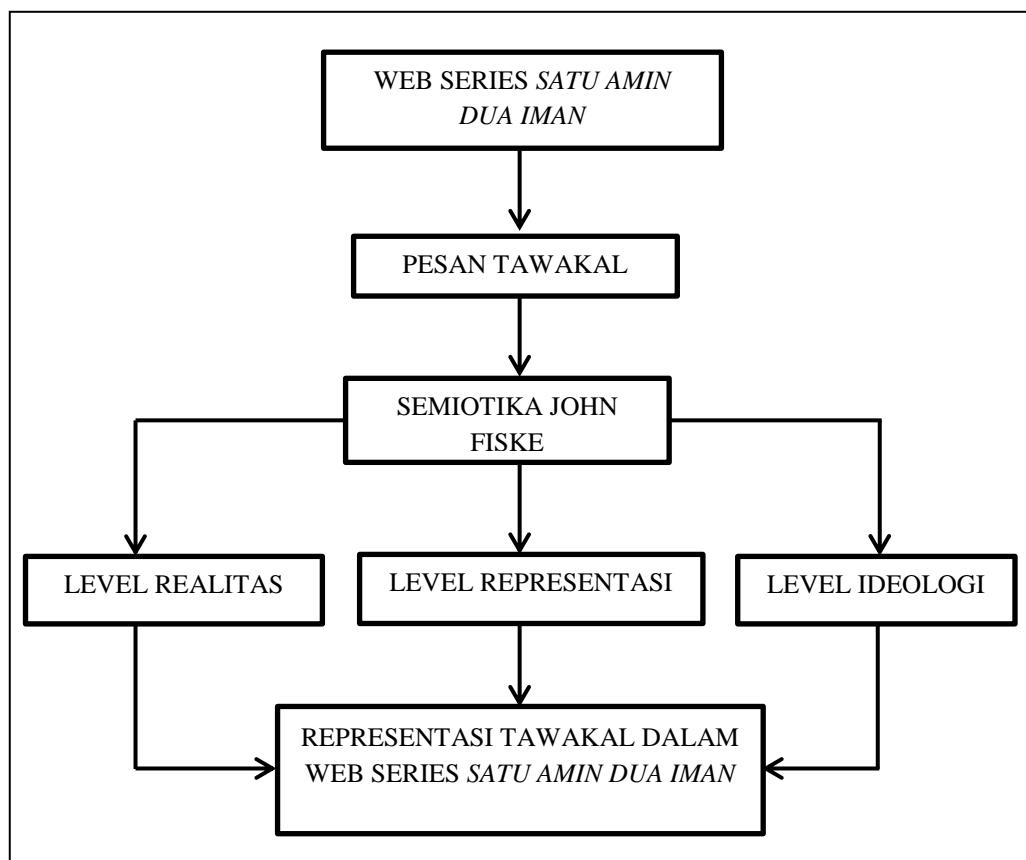 WEB SERIES SATU AMIN
DUA IMAN
PESAN TAWAKAL
SEMIOTIKA JOHN
FISKE
LEVEL REALITAS
LEVEL REPRESENTASI
LEVEL IDEOLOGI
REPRESENTASI TAWAKAL DALAM
WEB SERIES SATU AMIN DUA IMAN